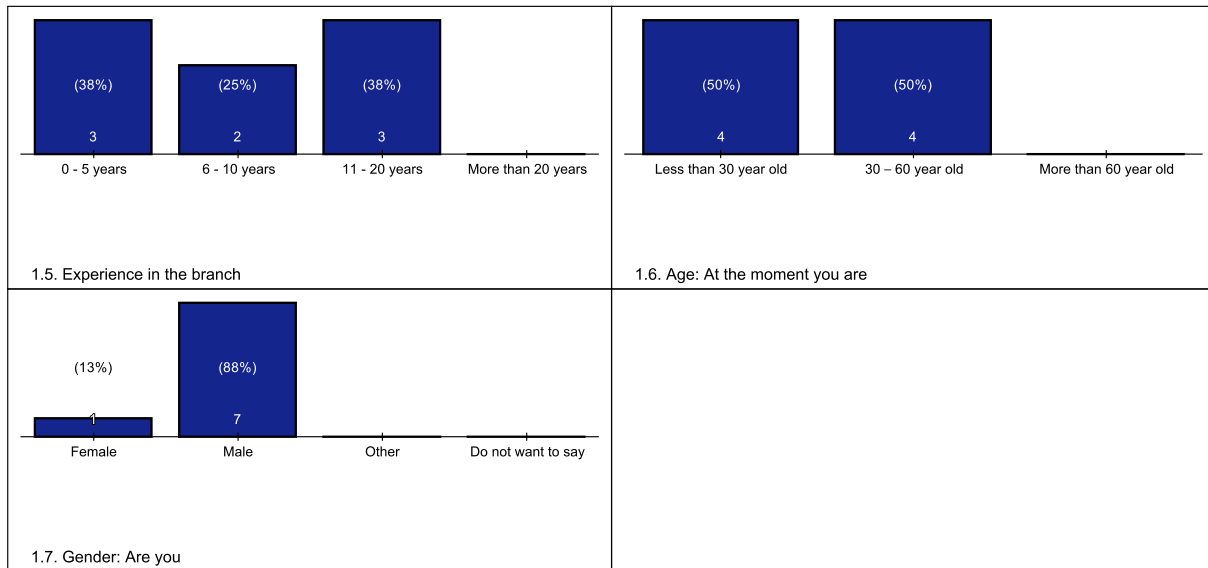 (38%) (25%) (38%)
3 2 3
0 - 5 years 6 - 10 years 11 - 20 years More than 20 years
1.5. Experience in the branch
(50%) (50%)
4 4
Less than 30 year old 30 – 60 year old More than 60 year old
1.6. Age: At the moment you are
(13%) (88%)
1 7
Female Male Other Do not want to say
1.7. Gender: Are you